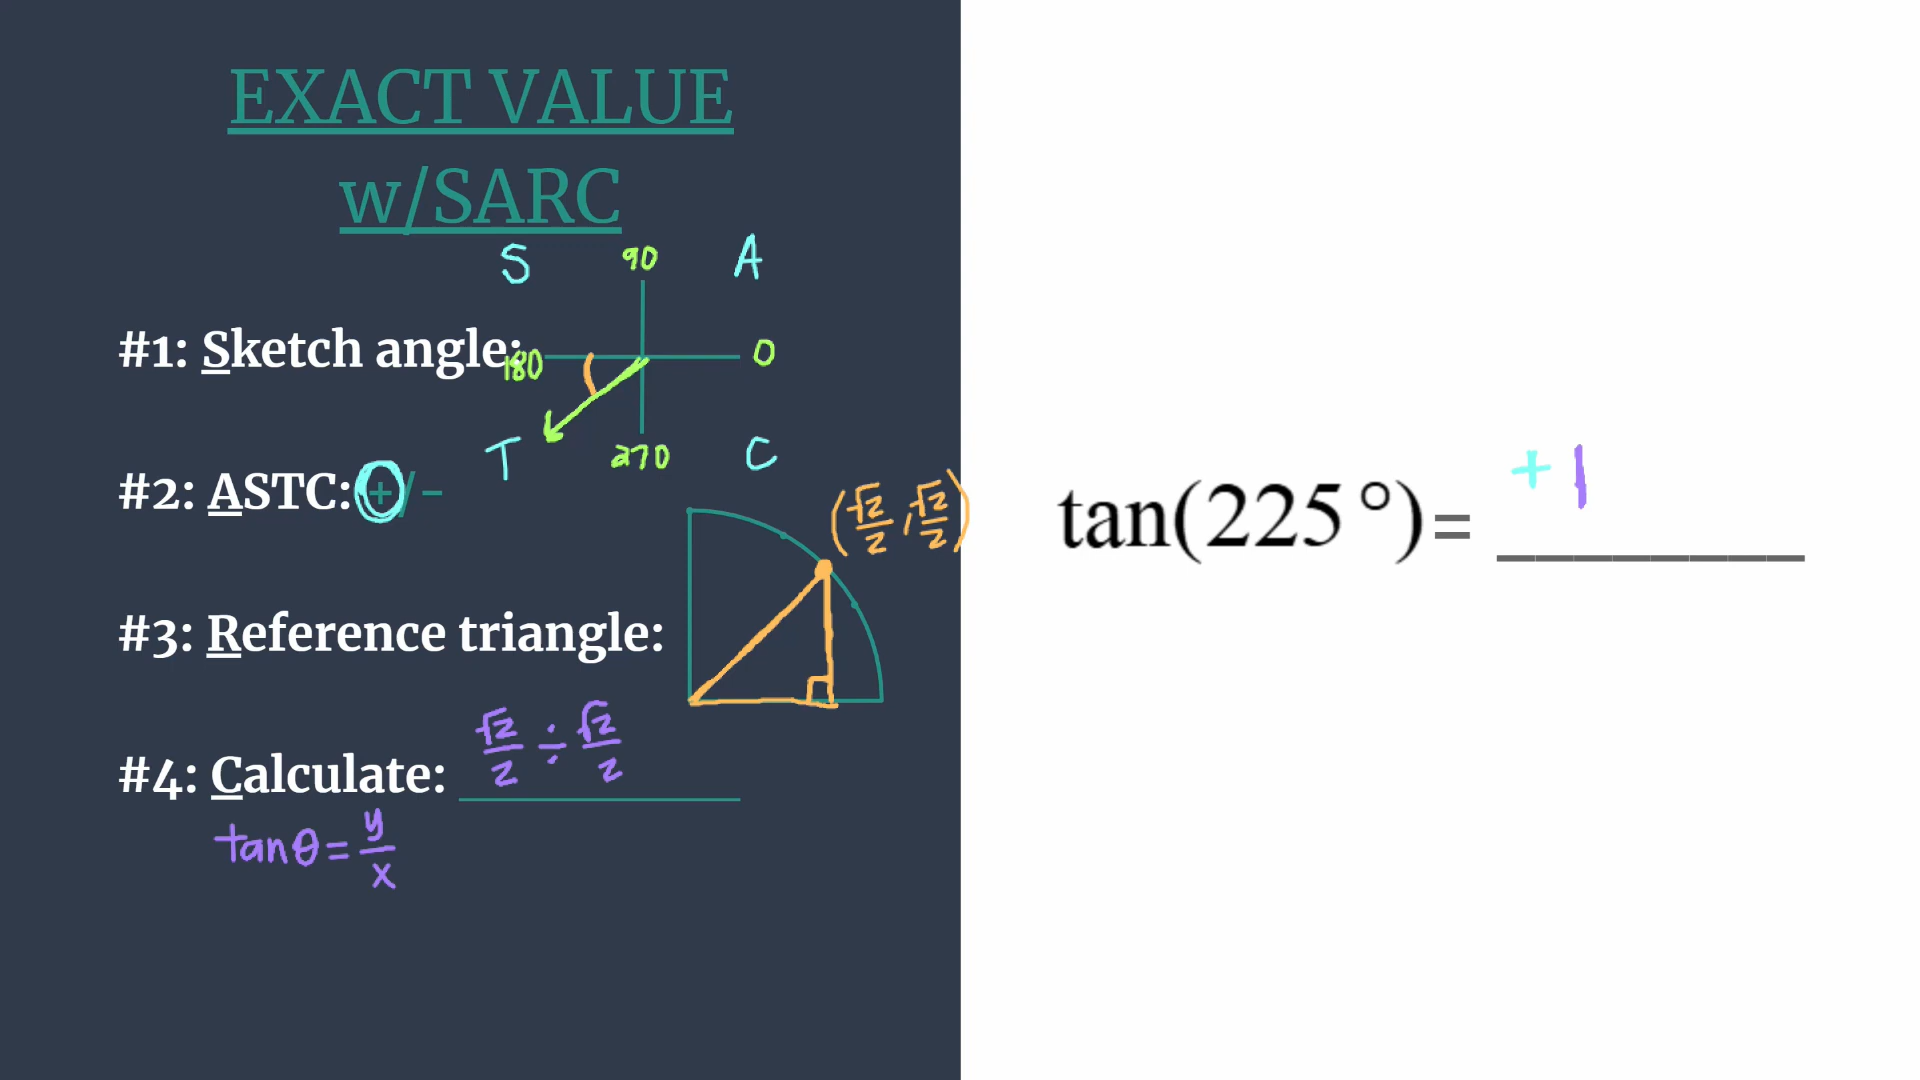 EXACT VALUE
w/SARC
S 90 A
#1: Sketch angle:
180 0
T 270 C
#2: ASTC: +/-
(√2/2, √2/2)
tan(225°)= +1
#3: Reference triangle:
#4: Calculate: √2/2 ÷ √2/2
tanθ = y/x